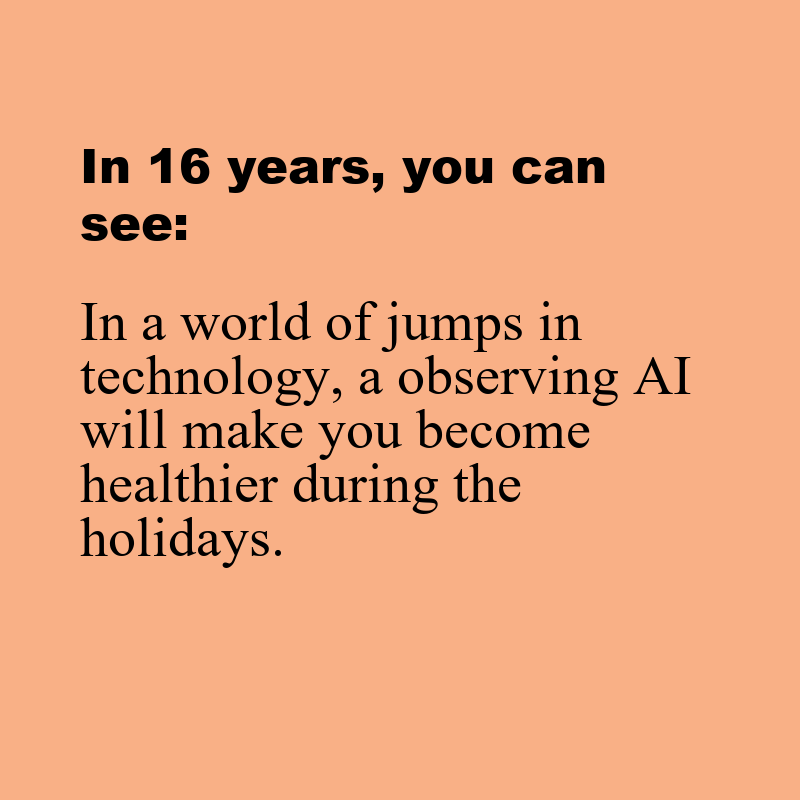 In 16 years, you can
see:
In a world of jumps in
technology, a observing AI
will make you become
healthier during the
holidays.